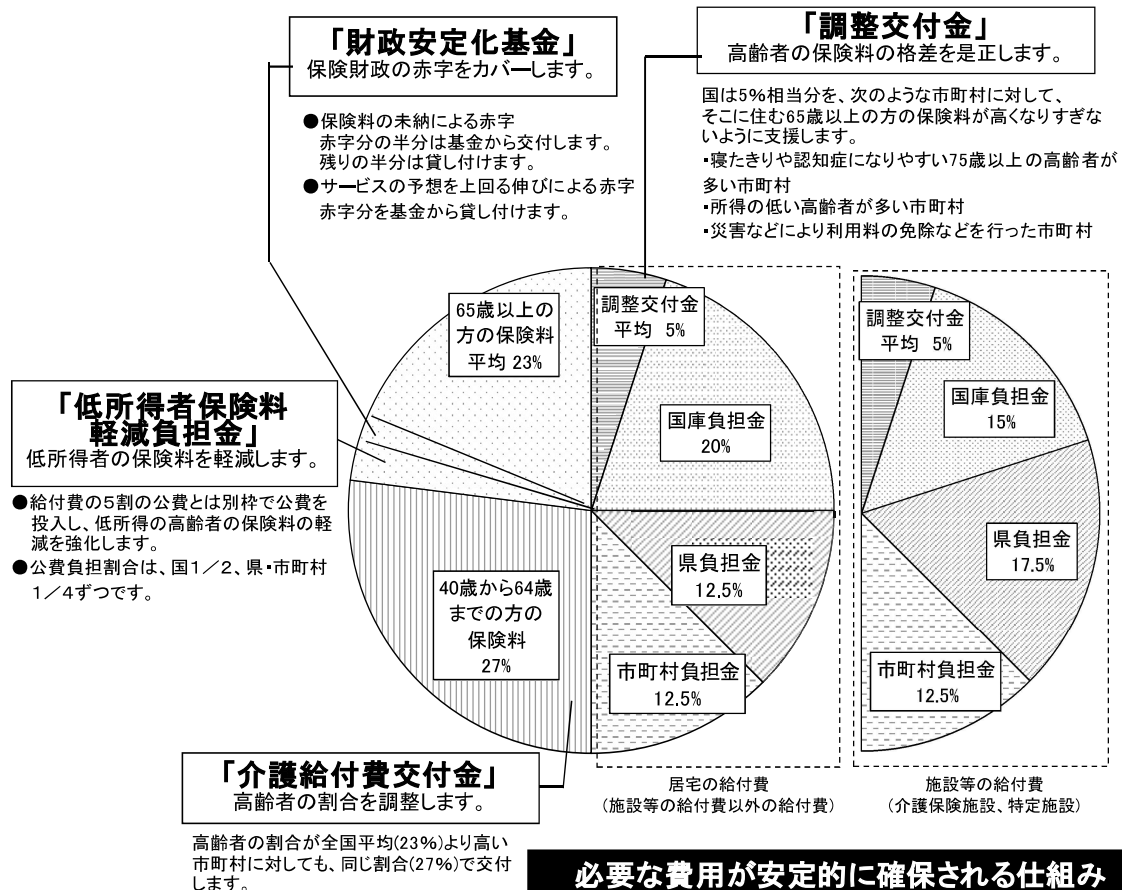 「財政安定化基金」
保険財政の赤字をカバーします。
●保険料の未納による赤字
赤字分の半分は基金から交付します。
残りの半分は貸し付けます。
●サービスの予想を上回る伸びによる赤字
赤字分を基金から貸し付けます。
「調整交付金」
高齢者の保険料の格差を是正します。
国は5%相当分を、次のような市町村に対して、
そこに住む65歳以上の方の保険料が高くなりすぎな
いように支援します。
・寝たきりや認知症になりやすい75歳以上の高齢者が
多い市町村
・所得の低い高齢者が多い市町村
・災害などにより利用料の免除などを行った市町村
65歳以上の
方の保険料
平均 23%
調整交付金
平均 5%
国庫負担金
20%
県負担金
12.5%
市町村負担金
12.5%
40歳から64歳
までの方の
保険料
27%
調整交付金
平均 5%
国庫負担金
15%
県負担金
17.5%
市町村負担金
12.5%
「低所得者保険料
軽減負担金」
低所得者の保険料を軽減します。
●給付費の5割の公費とは別枠で公費を
投入し、低所得の高齢者の保険料の軽
減を強化します。
●公費負担割合は、国1/2、県・市町村
1/4ずつです。
「介護給付費交付金」
高齢者の割合を調整します。
高齢者の割合が全国平均(23%)より高い
市町村に対しても、同じ割合(27%)で交付
します。
居宅の給付費
(施設等の給付費以外の給付費)
施設等の給付費
(介護保険施設、特定施設)
必要な費用が安定的に確保される仕組み